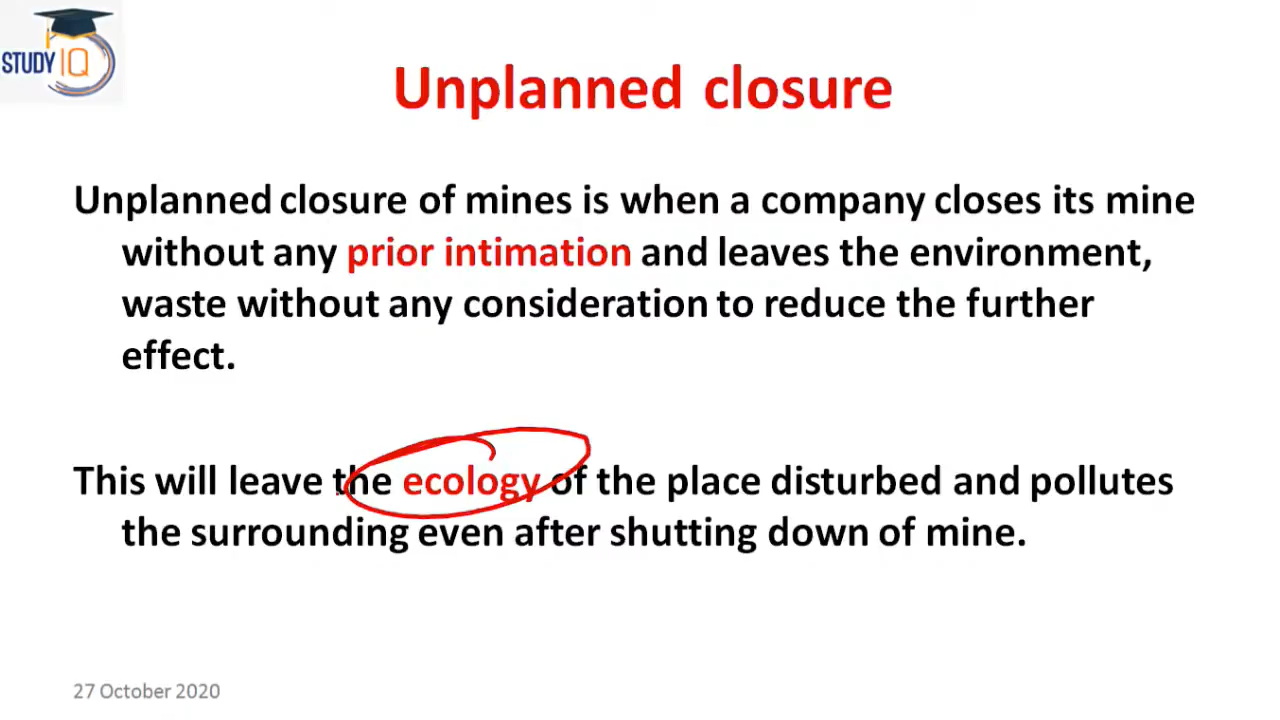 STUDY IQ
Unplanned closure
Unplanned closure of mines is when a company closes its mine
without any prior intimation and leaves the environment,
waste without any consideration to reduce the further
effect.
This will leave the ecology of the place disturbed and pollutes
the surrounding even after shutting down of mine.
27 October 2020